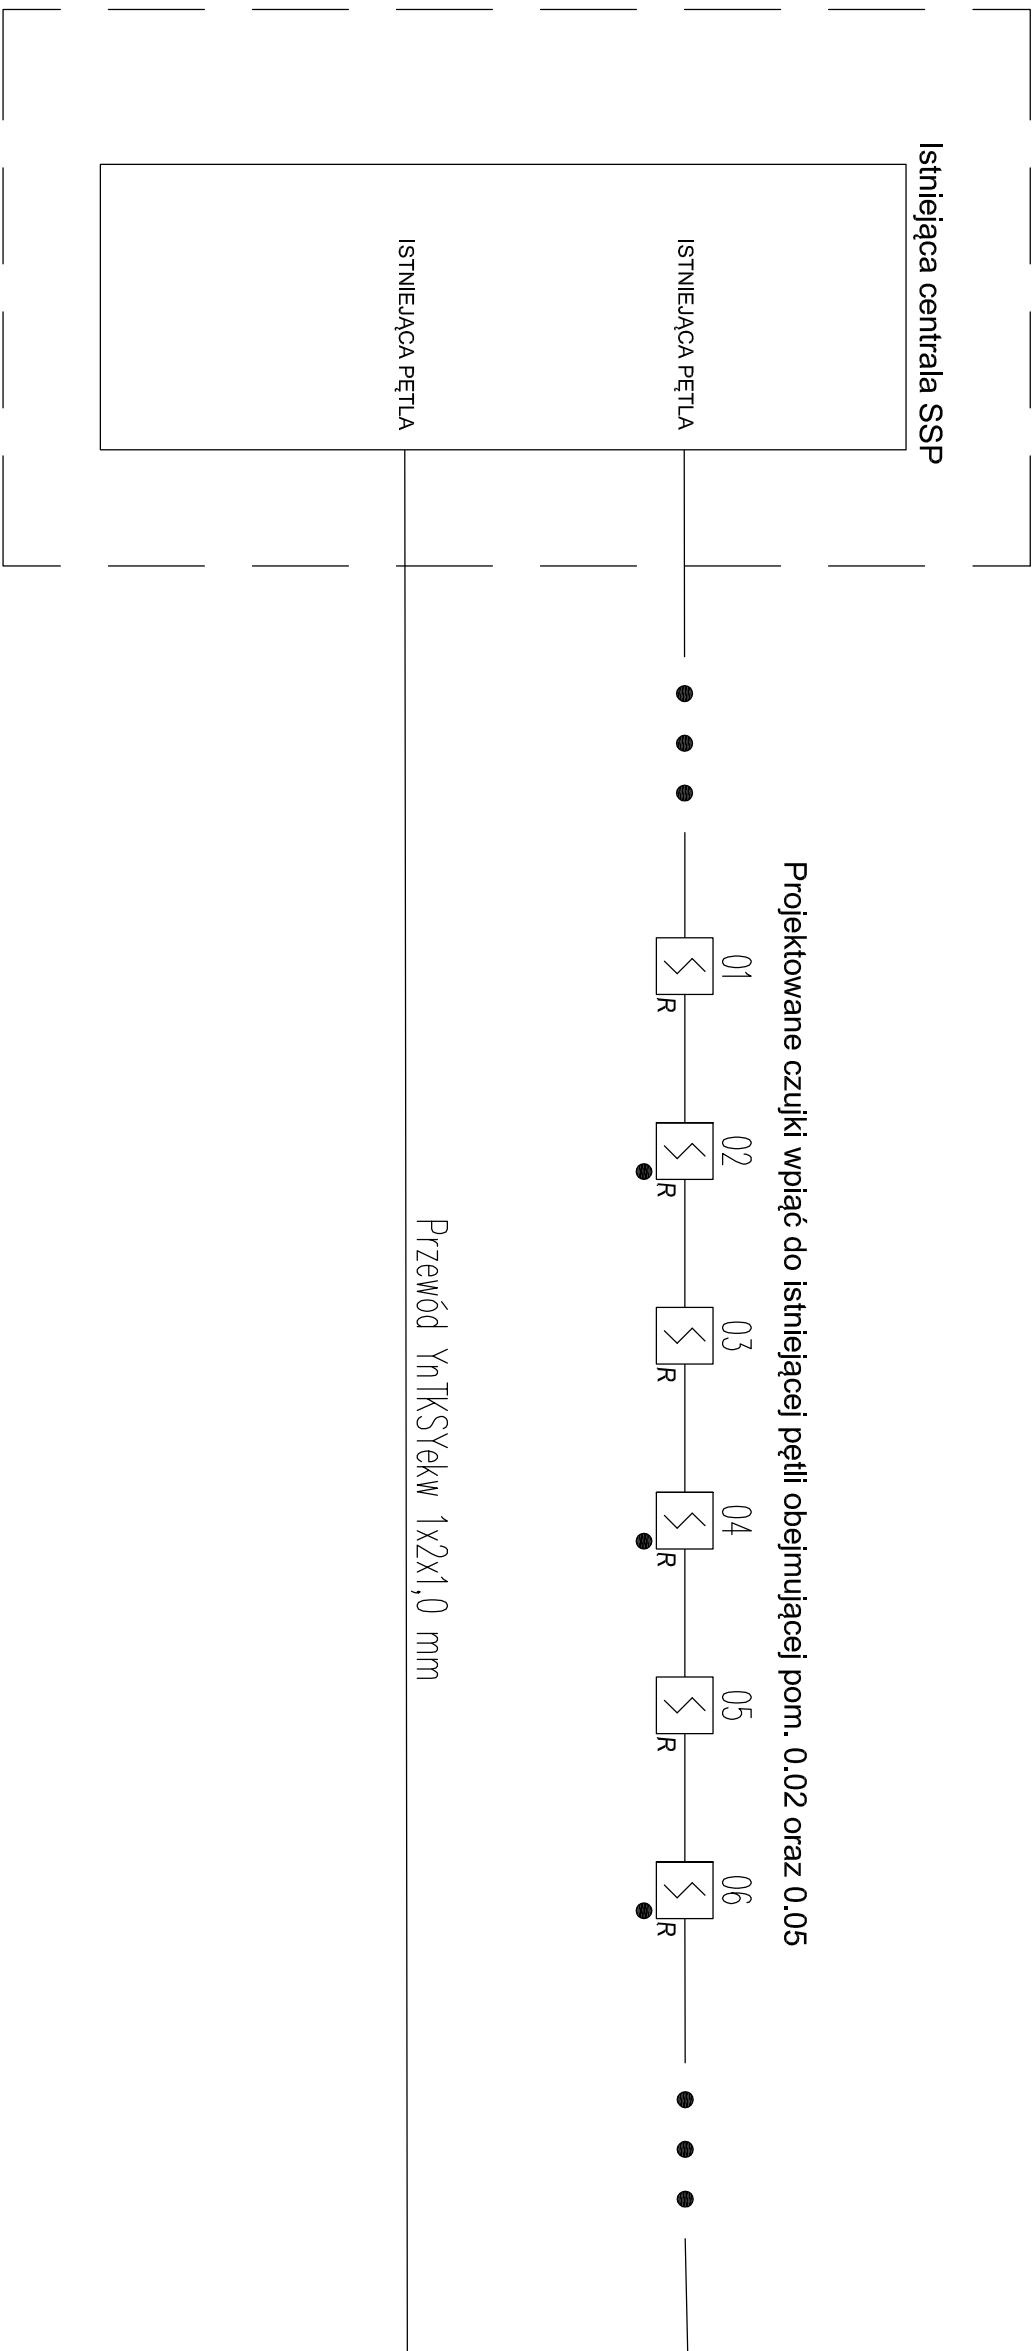 Istniejąca centrala SSP
ISTNIEJĄCA PĘTLA
ISTNIEJĄCA PĘTLA
Projektowane czujki wpiąć do istniejącej pętli obejmującej pom. 0.02 oraz 0.05
01
02
03
04
05
06
R
R
R
R
R
R
Przewód YnTKSYekw 1x2x1,0 mm